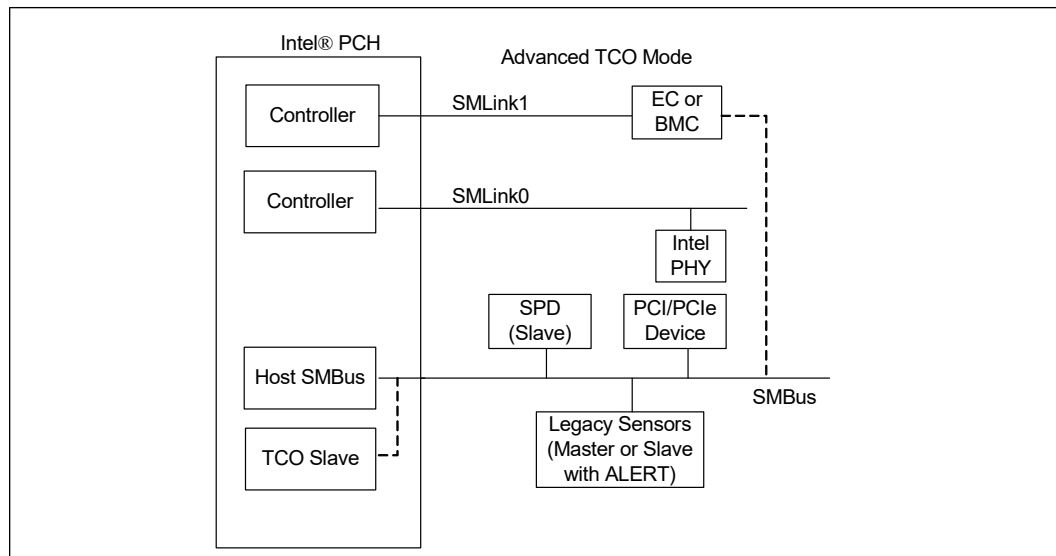 Intel® PCH
Advanced TCO Mode
Controller
SMLink1
EC or
BMC
Controller
SMLink0
Intel
PHY
SPD
(Slave)
PCI/PCIe
Device
Host SMBus
SMBus
Legacy Sensors
(Master or Slave
with ALERT)
TCO Slave